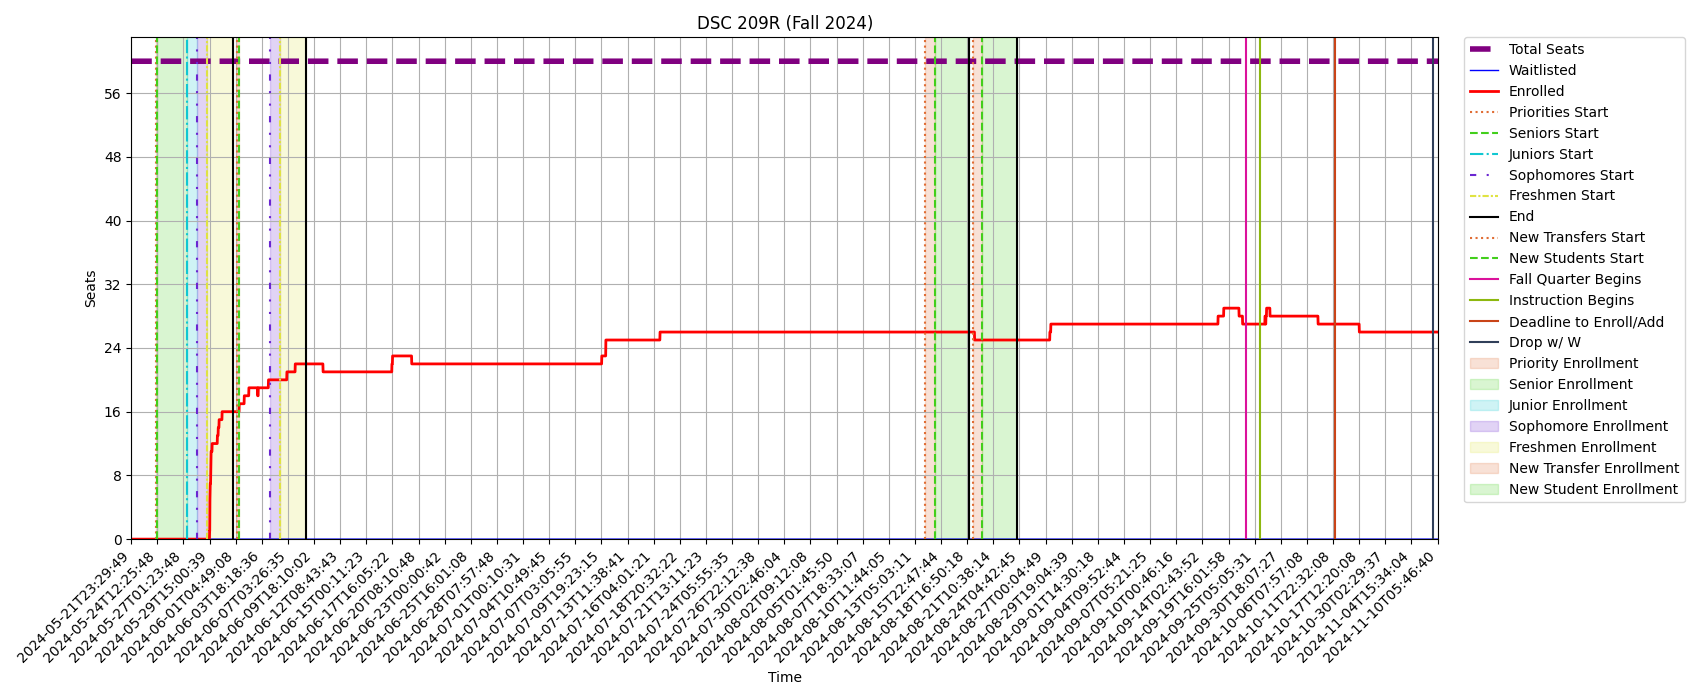 DSC 209R (Fall 2024)
Seats
56
48
40
32
24
16
8
0
2024-05-21T23:29:49
2024-05-24T12:25:48
2024-05-27T01:23:48
2024-05-29T15:00:39
2024-06-01T04:49:08
2024-06-03T18:18:36
2024-06-07T03:26:35
2024-06-09T18:10:02
2024-06-12T08:43:43
2024-06-15T00:11:23
2024-06-17T16:05:22
2024-06-20T08:10:48
2024-06-23T00:00:42
2024-06-25T16:01:08
2024-06-28T07:57:48
2024-07-01T00:10:31
2024-07-04T10:49:45
2024-07-07T03:05:55
2024-07-09T19:23:15
2024-07-13T11:38:41
2024-07-16T04:01:21
2024-07-18T20:32:22
2024-07-21T13:11:23
2024-07-24T05:55:35
2024-07-26T22:12:38
2024-07-30T02:46:04
2024-08-02T09:12:08
2024-08-05T01:45:50
2024-08-07T18:33:07
2024-08-10T11:44:05
2024-08-13T05:03:11
2024-08-15T22:47:44
2024-08-18T16:50:18
2024-08-21T10:38:14
2024-08-24T04:42:45
2024-08-27T00:04:49
2024-08-29T19:04:39
2024-09-01T14:30:18
2024-09-04T09:52:44
2024-09-07T05:21:25
2024-09-10T00:46:16
2024-09-14T02:43:52
2024-09-19T16:01:58
2024-09-25T05:05:31
2024-09-30T18:07:27
2024-10-06T07:57:08
2024-10-11T22:32:08
2024-10-17T12:20:08
2024-10-30T02:29:37
2024-11-04T15:34:04
2024-11-10T05:46:40
Time
Total Seats
Waitlisted
Enrolled
Priorities Start
Seniors Start
Juniors Start
Sophomores Start
Freshmen Start
End
New Transfers Start
New Students Start
Fall Quarter Begins
Instruction Begins
Deadline to Enroll/Add
Drop w/ W
Priority Enrollment
Senior Enrollment
Junior Enrollment
Sophomore Enrollment
Freshmen Enrollment
New Transfer Enrollment
New Student Enrollment